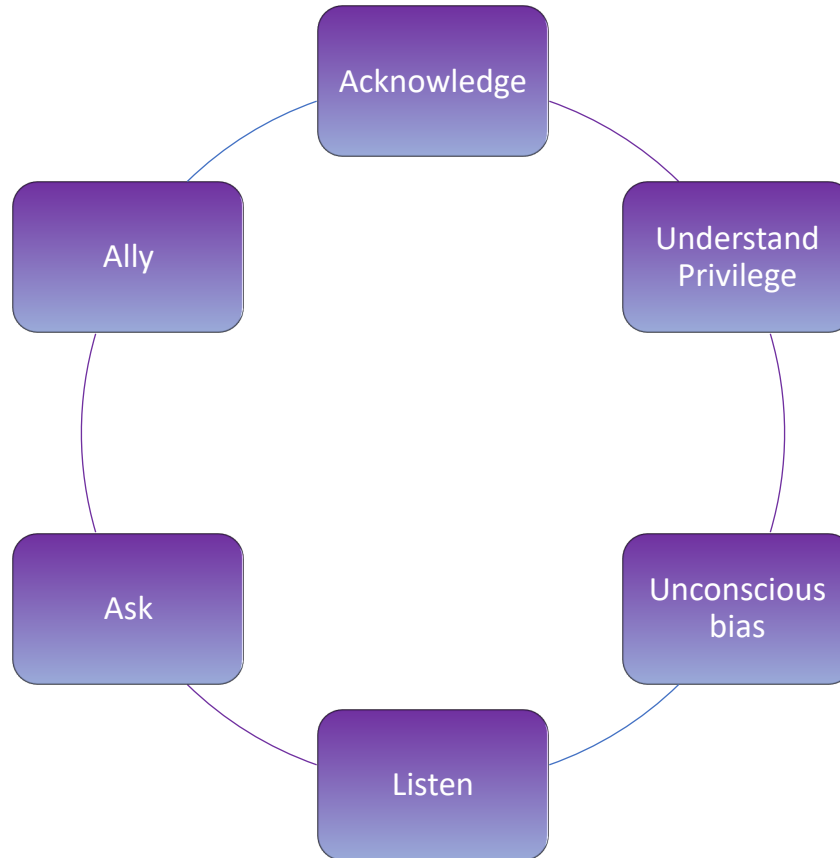 Acknowledge
Understand
Privilege
Unconscious
bias
Listen
Ask
Ally